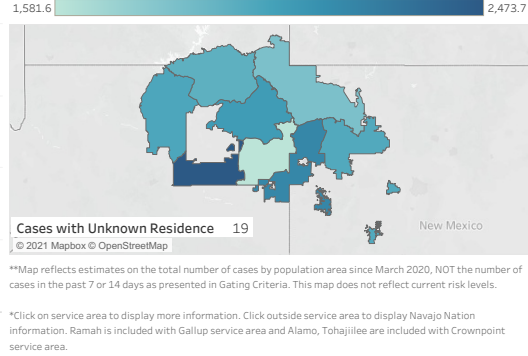 1,581.6 2,473.7
New Mexico
Cases with Unknown Residence 19
© 2021 Mapbox © OpenStreetMap
**Map reflects estimates on the total number of cases by population area since March 2020, NOT the number of
cases in the past 7 or 14 days as presented in Gating Criteria. This map does not reflect current risk levels.
*Click on service area to display more information. Click outside service area to display Navajo Nation
information. Ramah is included with Gallup service area and Alamo, Tohajiilee are included with Crownpoint
service area.